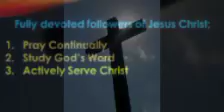 Fully devoted followers of Jesus Christ;
1. Pray Continually
2. Study God's Word
3. Actively Serve Christ